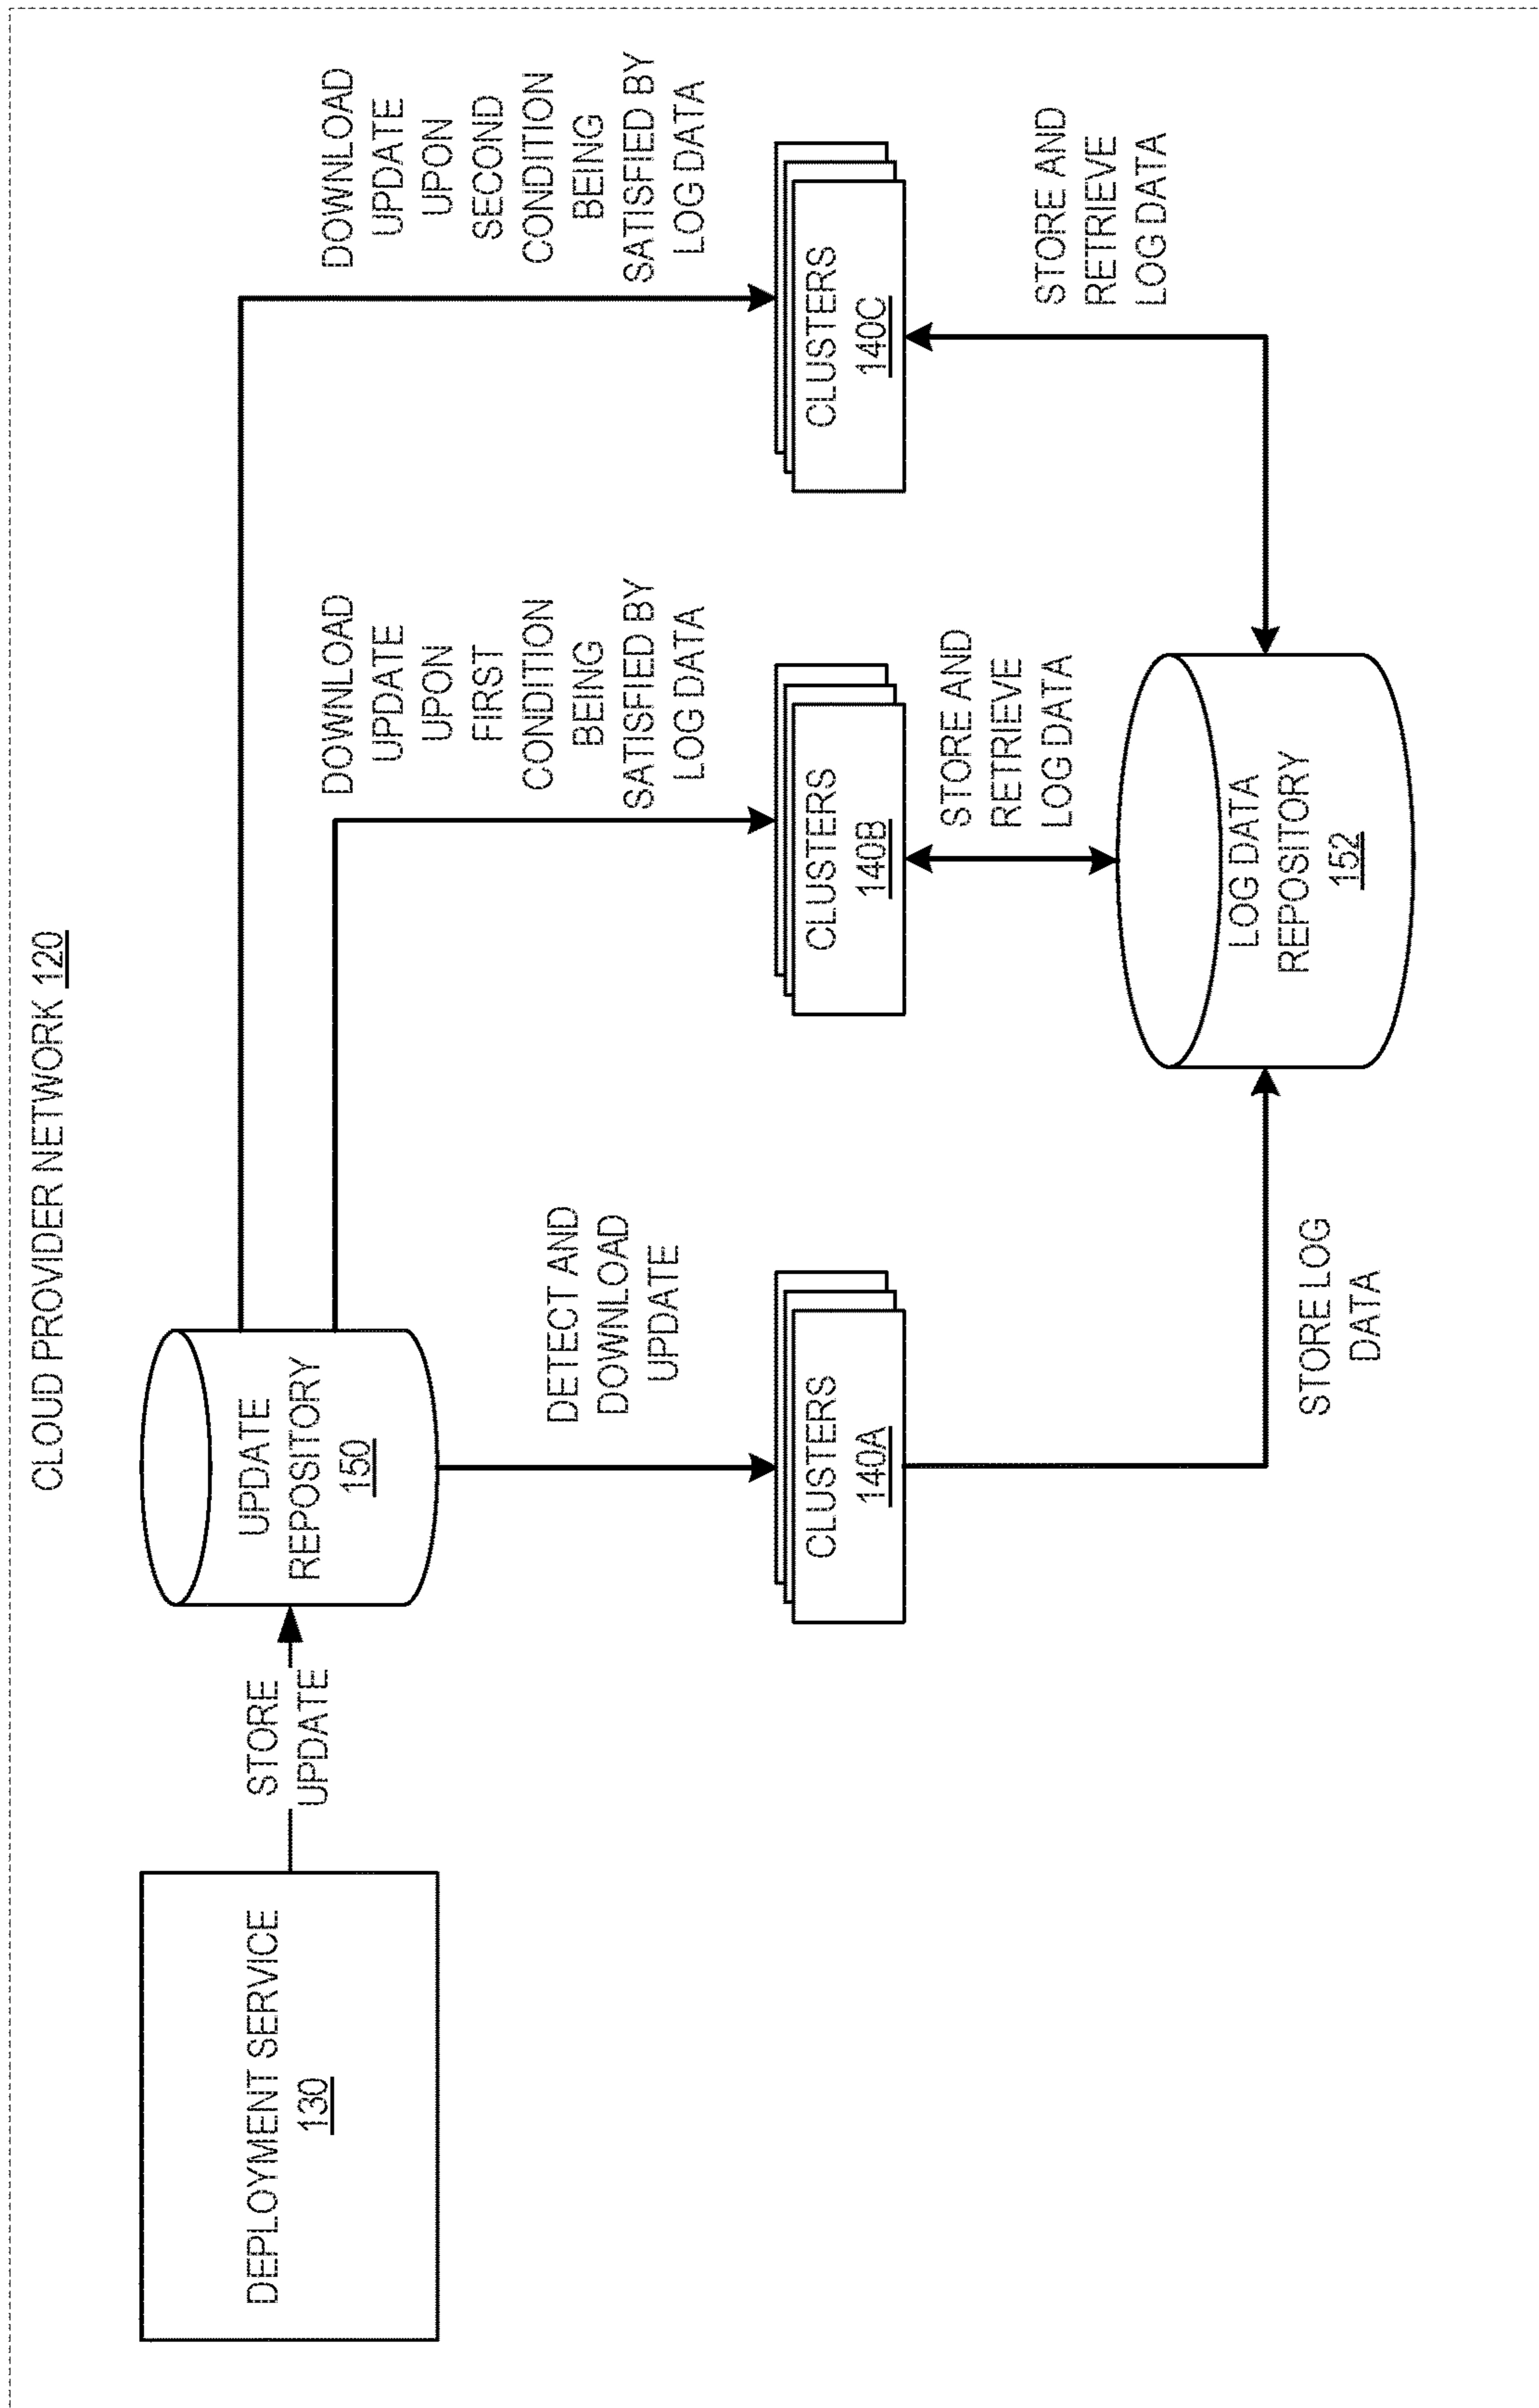 CLOUD PROVIDER NETWORK 120
DEPLOYMENT SERVICE
130
STORE
UPDATE
UPDATE
REPOSITORY
150
DETECT AND
DOWNLOAD
UPDATE
DOWNLOAD
UPDATE
UPON
FIRST
CONDITION
BEING
SATISFIED BY
LOG DATA
DOWNLOAD
UPDATE
UPON
SECOND
CONDITION
BEING
SATISFIED BY
LOG DATA
CLUSTERS
140A
CLUSTERS
140B
CLUSTERS
140C
STORE LOG
DATA
STORE AND
RETRIEVE
LOG DATA
STORE AND
RETRIEVE
LOG DATA
LOG DATA
REPOSITORY
152